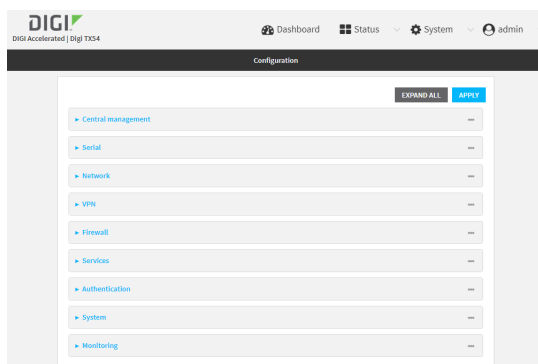 DIGI
DIGI Accelerated | Digi TX54
Dashboard
Status
System
admin
Configuration
EXPAND ALL
APPLY
Central management
Serial
Network
VPN
Firewall
Services
Authentication
System
Monitoring